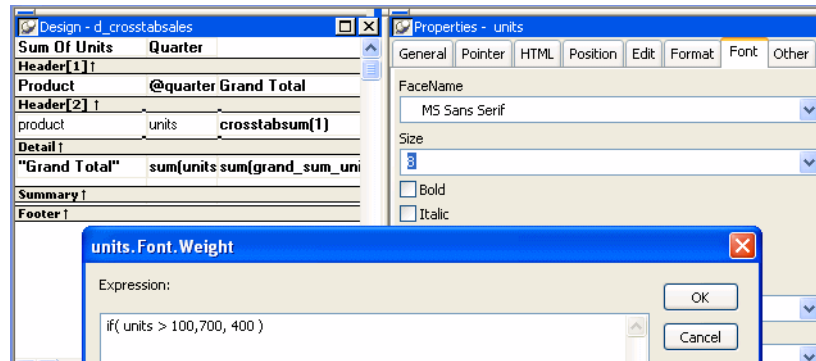 Design - d_crosstabsales
Sum Of Units Quarter
Header[1]↑
Product @quarter Grand Total
Header[2] ↑
product units crosstabsum(1)
Detail↑
"Grand Total" sum(units sum(grand_sum_uni
Summary↑
Footer↑
Properties - units
General Pointer HTML Position Edit Format Font Other
FaceName
MS Sans Serif
Size
8
Bold
Italic
units.Font.Weight
Expression:
if( units > 100,700, 400 )
OK
Cancel